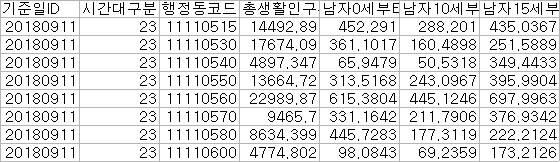 기준일ID 시간대구분 행정동코드 총생활인구 남자0세부터 남자10세부 남자15세부
20180911 23 11110515 14492,89 452,291 288,201 435,0367
20180911 23 11110530 17674,09 361,1017 160,4898 251,5889
20180911 23 11110540 4897,347 65,9479 50,5318 349,4433
20180911 23 11110550 13664,72 313,5168 243,0967 395,9904
20180911 23 11110560 22989,87 615,3804 445,1246 697,9963
20180911 23 11110570 9465,7 331,1642 211,7906 376,9342
20180911 23 11110580 8634,399 445,7283 177,3119 222,2124
20180911 23 11110600 4774,802 98,0843 69,2359 173,2126